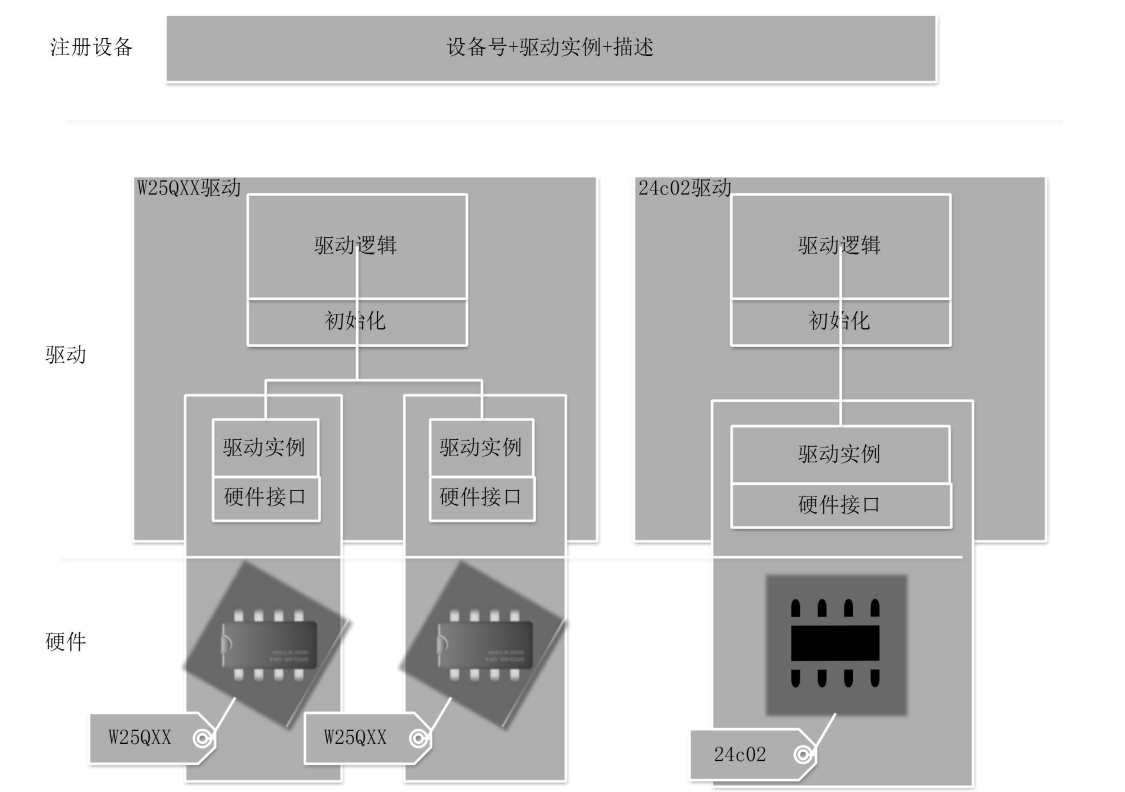 注册设备
设备号+驱动实例+描述
W25QXX驱动
24c02驱动
驱动逻辑
驱动逻辑
初始化
初始化
驱动
驱动实例
驱动实例
驱动实例
硬件接口
硬件接口
硬件接口
硬件
W25QXX
W25QXX
24c02